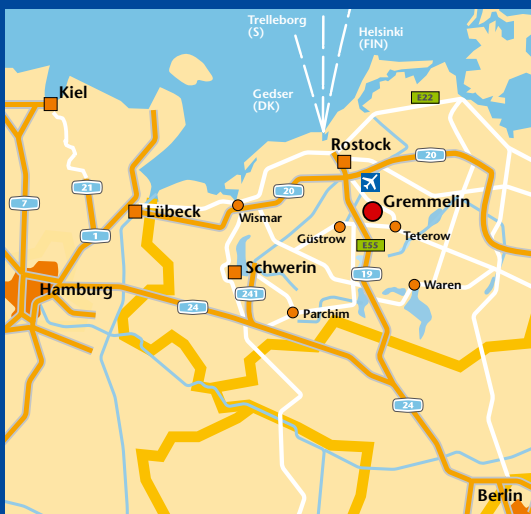 Trelleborg
(S)
Helsinki
(FIN)
Gedser
(DK)
Kiel
E22
Rostock
20
21
20
7
Gremmelin
Lübeck
Wismar
1
Güstrow
Teterow
E55
Schwerin
19
Hamburg
Waren
241
24
Parchim
24
Berlin